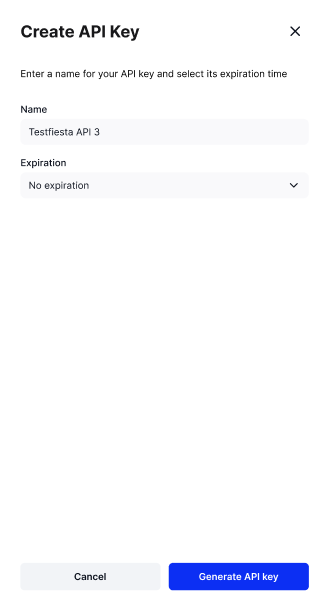 Create API Key
Enter a name for your API key and select its expiration time
Name
Testfiesta API 3
Expiration
No expiration
Cancel
Generate API key